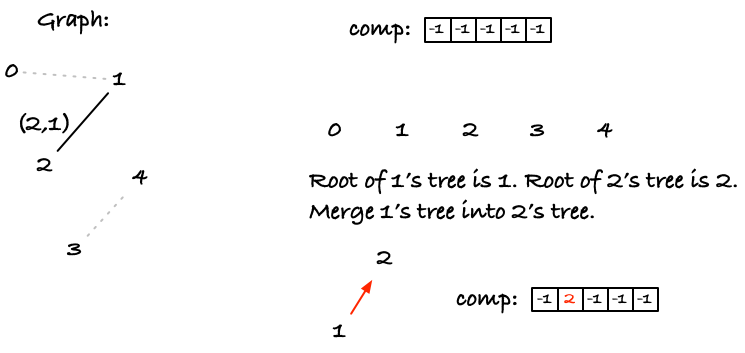 Graph:
comp: -1 -1 -1 -1 -1
0
1
(2,1)
2
4
3
0 1 2 3 4
Root of 1's tree is 1. Root of 2's tree is 2.
Merge 1's tree into 2's tree.
2
1
comp: -1 2 -1 -1 -1